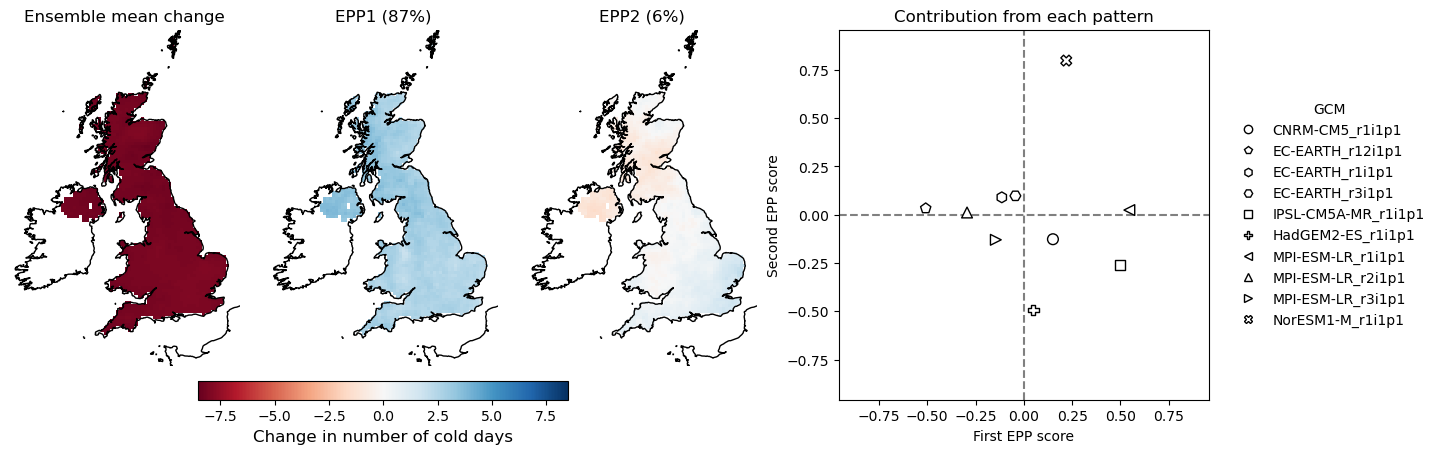 Ensemble mean change
EPP1 (87%)
EPP2 (6%)
−7.5 −5.0 −2.5 0.0 2.5 5.0 7.5
Change in number of cold days
Contribution from each pattern
0.75
0.50
0.25
0.00
−0.25
−0.50
−0.75
Second EPP score
−0.75 −0.50 −0.25 0.00 0.25 0.50 0.75
First EPP score
GCM
CNRM-CM5_r1i1p1
EC-EARTH_r12i1p1
EC-EARTH_r1i1p1
EC-EARTH_r3i1p1
IPSL-CM5A-MR_r1i1p1
HadGEM2-ES_r1i1p1
MPI-ESM-LR_r1i1p1
MPI-ESM-LR_r2i1p1
MPI-ESM-LR_r3i1p1
NorESM1-M_r1i1p1